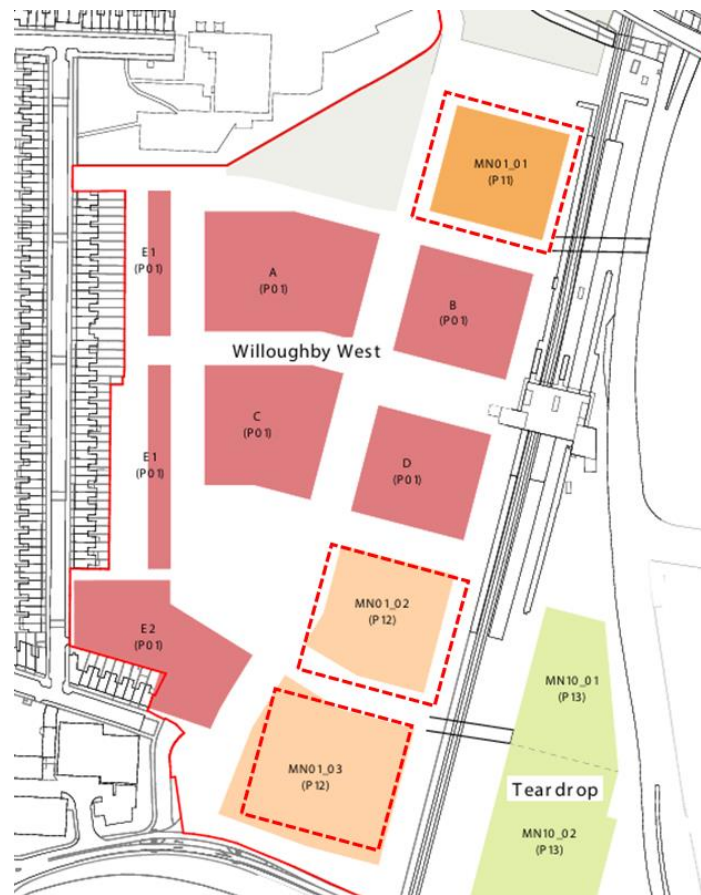 MN01_01
(P11)
E1
(P01)
A
(P01)
B
(P01)
Willoughby West
C
(P01)
E1
(P01)
D
(P01)
MN01_02
(P12)
E2
(P01)
MN10_01
(P13)
MN01_03
(P12)
Teardrop
MN10_02
(P13)